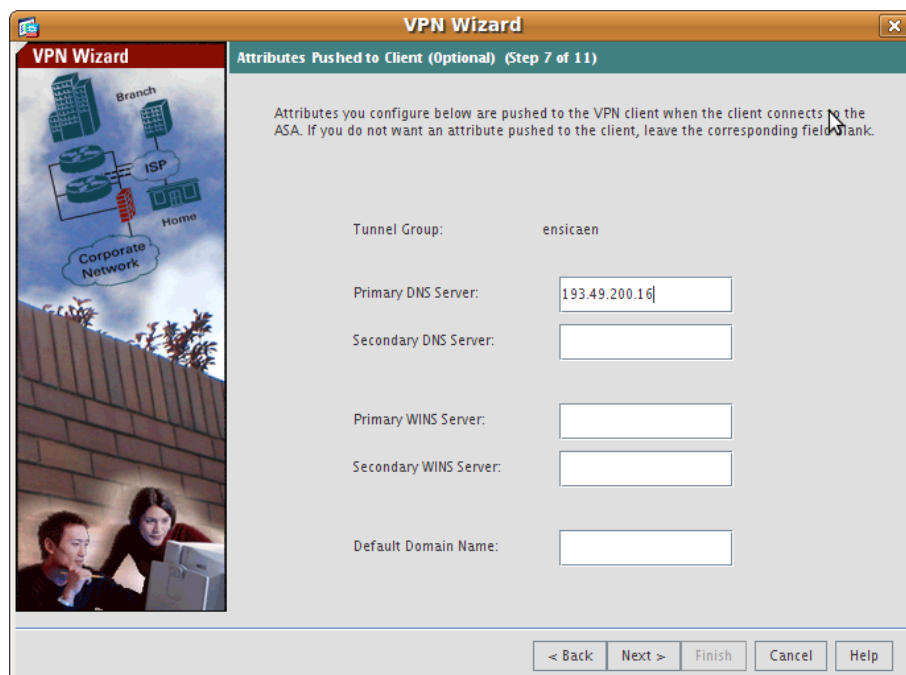 VPN Wizard
VPN Wizard
Attributes Pushed to Client (Optional) (Step 7 of 11)
Branch
ISP
Home
Corporate
Network
Attributes you configure below are pushed to the VPN client when the client connects to the
ASA. If you do not want an attribute pushed to the client, leave the corresponding field blank.
Tunnel Group: ensicaen
Primary DNS Server: 193.49.200.16
Secondary DNS Server:
Primary WINS Server:
Secondary WINS Server:
Default Domain Name:
< Back Next > Finish Cancel Help